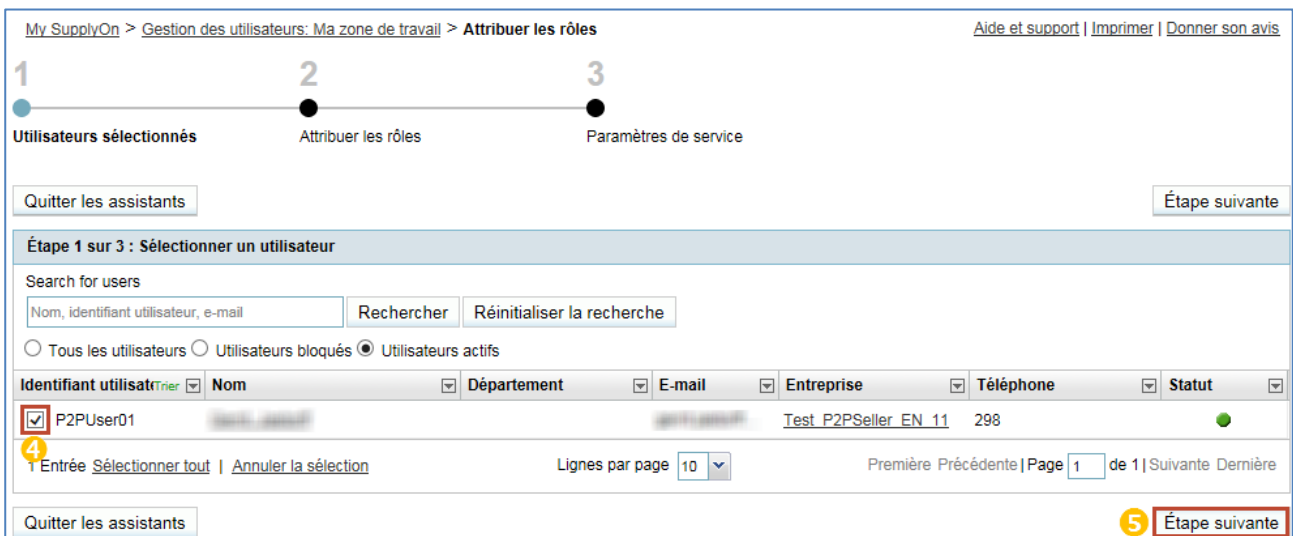 My SupplyOn > Gestion des utilisateurs: Ma zone de travail > Attribuer les rôles Aide et support | Imprimer | Donner son avis
1 2 3
Utilisateurs sélectionnés Attribuer les rôles Paramètres de service
Quitter les assistants Étape suivante
Étape 1 sur 3 : Sélectionner un utilisateur
Search for users
Nom, identifiant utilisateur, e-mail Rechercher Réinitialiser la recherche
Tous les utilisateurs Utilisateurs bloqués Utilisateurs actifs
Identifiant utilisate Trier Nom Département E-mail Entreprise Téléphone Statut
P2PUser01 Test_P2PSeller_EN_11 298
4
1 Entrée Sélectionner tout | Annuler la sélection Lignes par page 10 Première Précédente | Page 1 de 1 | Suivante Dernière
Quitter les assistants 5 Étape suivante